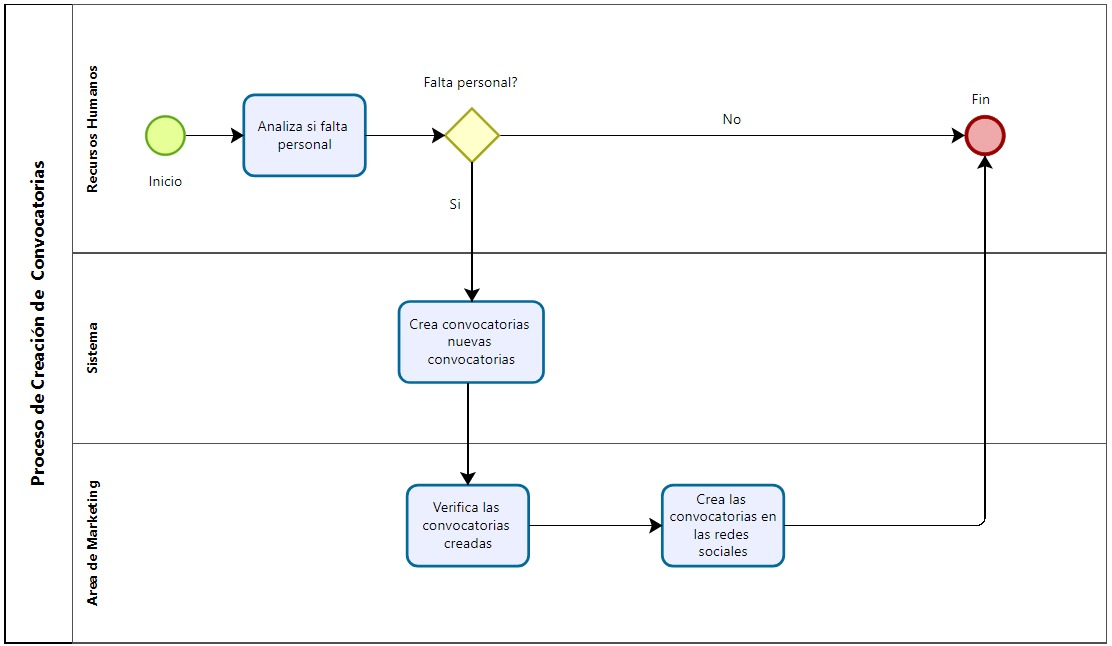 Proceso de Creación de Convocatorias
Recursos Humanos
Inicio
Analiza si falta
personal
Falta personal?
No
Fin
Si
Sistema
Crea convocatorias
nuevas
convocatorias
Area de Marketing
Verifica las
convocatorias
creadas
Crea las
convocatorias en
las redes
sociales